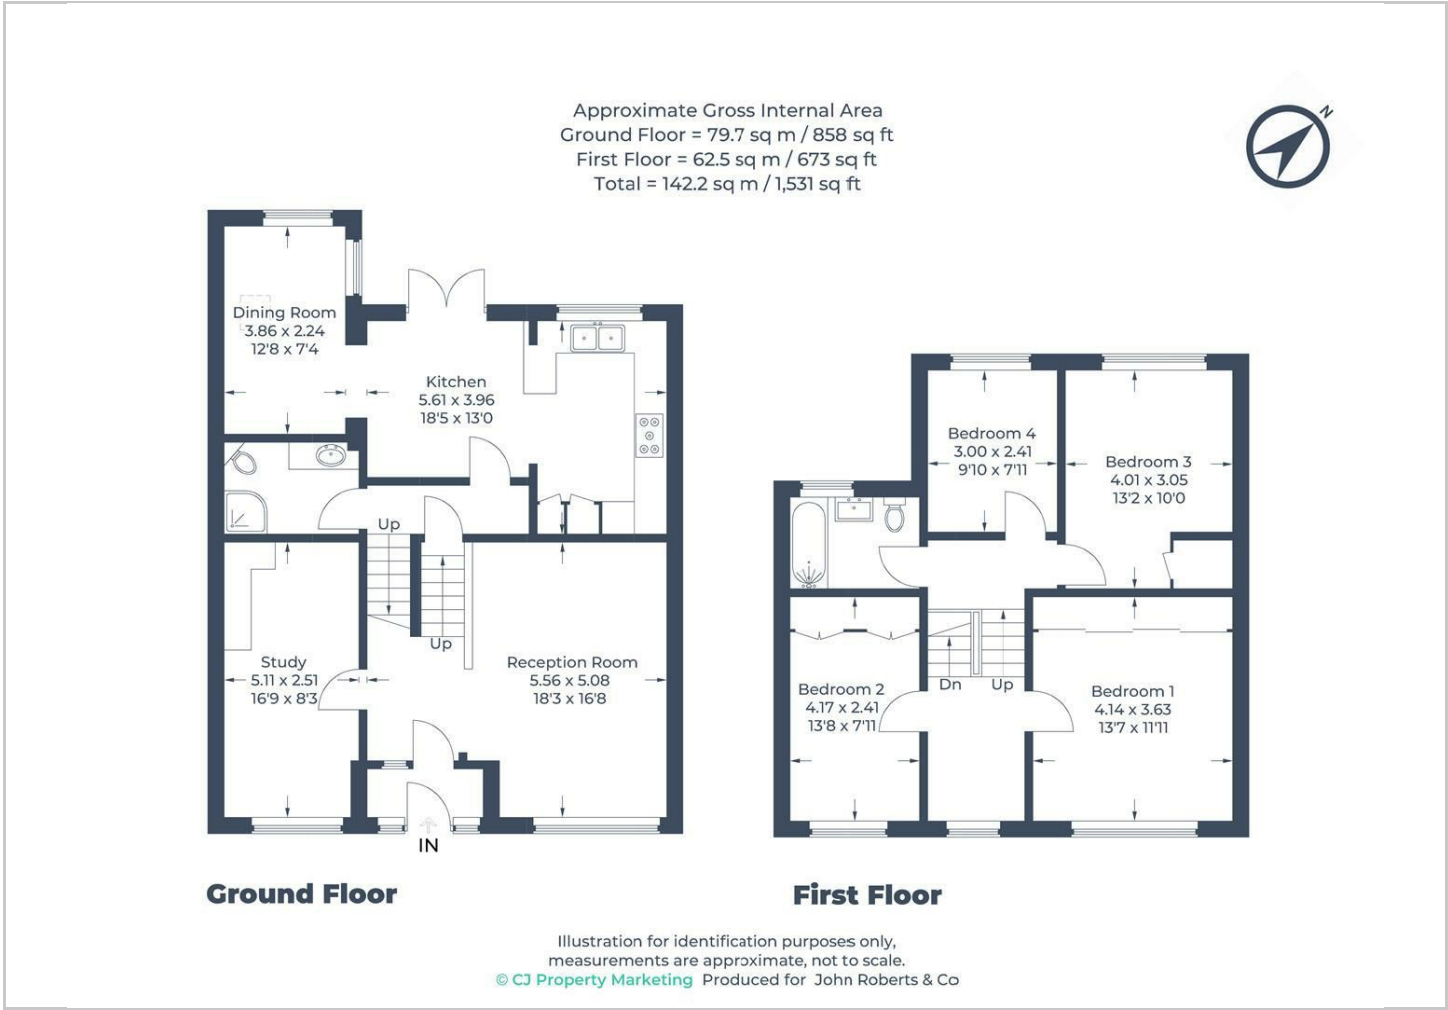 Approximate Gross Internal Area
Ground Floor = 79.7 sq m / 858 sq ft
First Floor = 62.5 sq m / 673 sq ft
Total = 142.2 sq m / 1,531 sq ft
N
Dining Room
3.86 x 2.24
12'8 x 7'4
Kitchen
5.61 x 3.96
18'5 x 13'0
Up
Up
Study
5.11 x 2.51
16'9 x 8'3
Reception Room
5.56 x 5.08
18'3 x 16'8
IN
Ground Floor
Bedroom 4
3.00 x 2.41
9'10 x 7'11
Bedroom 3
4.01 x 3.05
13'2 x 10'0
Dn
Up
Bedroom 2
4.17 x 2.41
13'8 x 7'11
Bedroom 1
4.14 x 3.63
13'7 x 11'11
First Floor
Illustration for identification purposes only,
measurements are approximate, not to scale.
© CJ Property Marketing Produced for John Roberts & Co